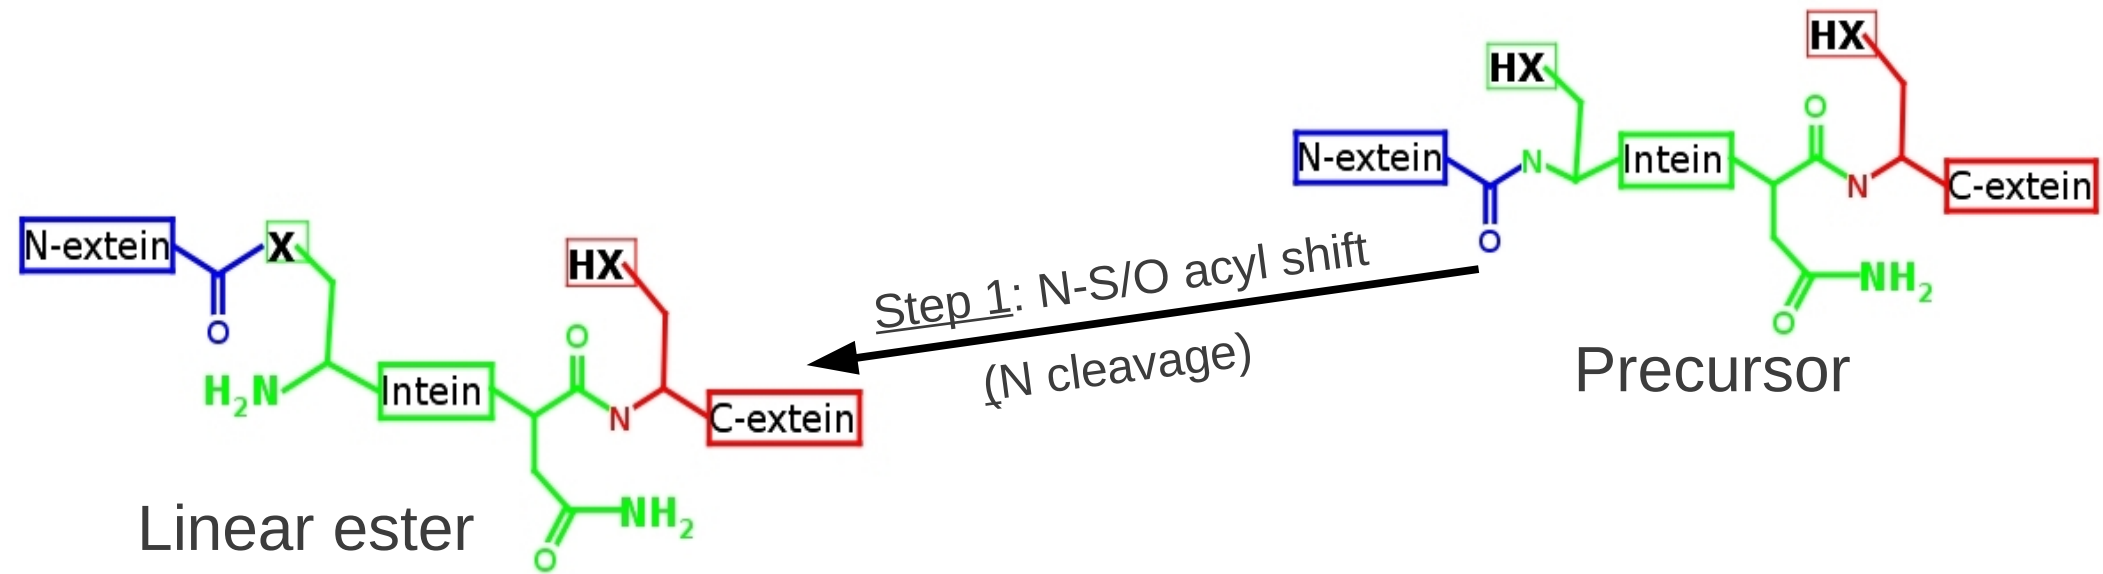 HX
HX
O
N-extein
N
Intein
N
C-extein
O
NH2
O
Precursor
Step 1: N-S/O acyl shift
(N cleavage)
N-extein
X
HX
O
O
H2N
Intein
N
C-extein
NH2
O
Linear ester